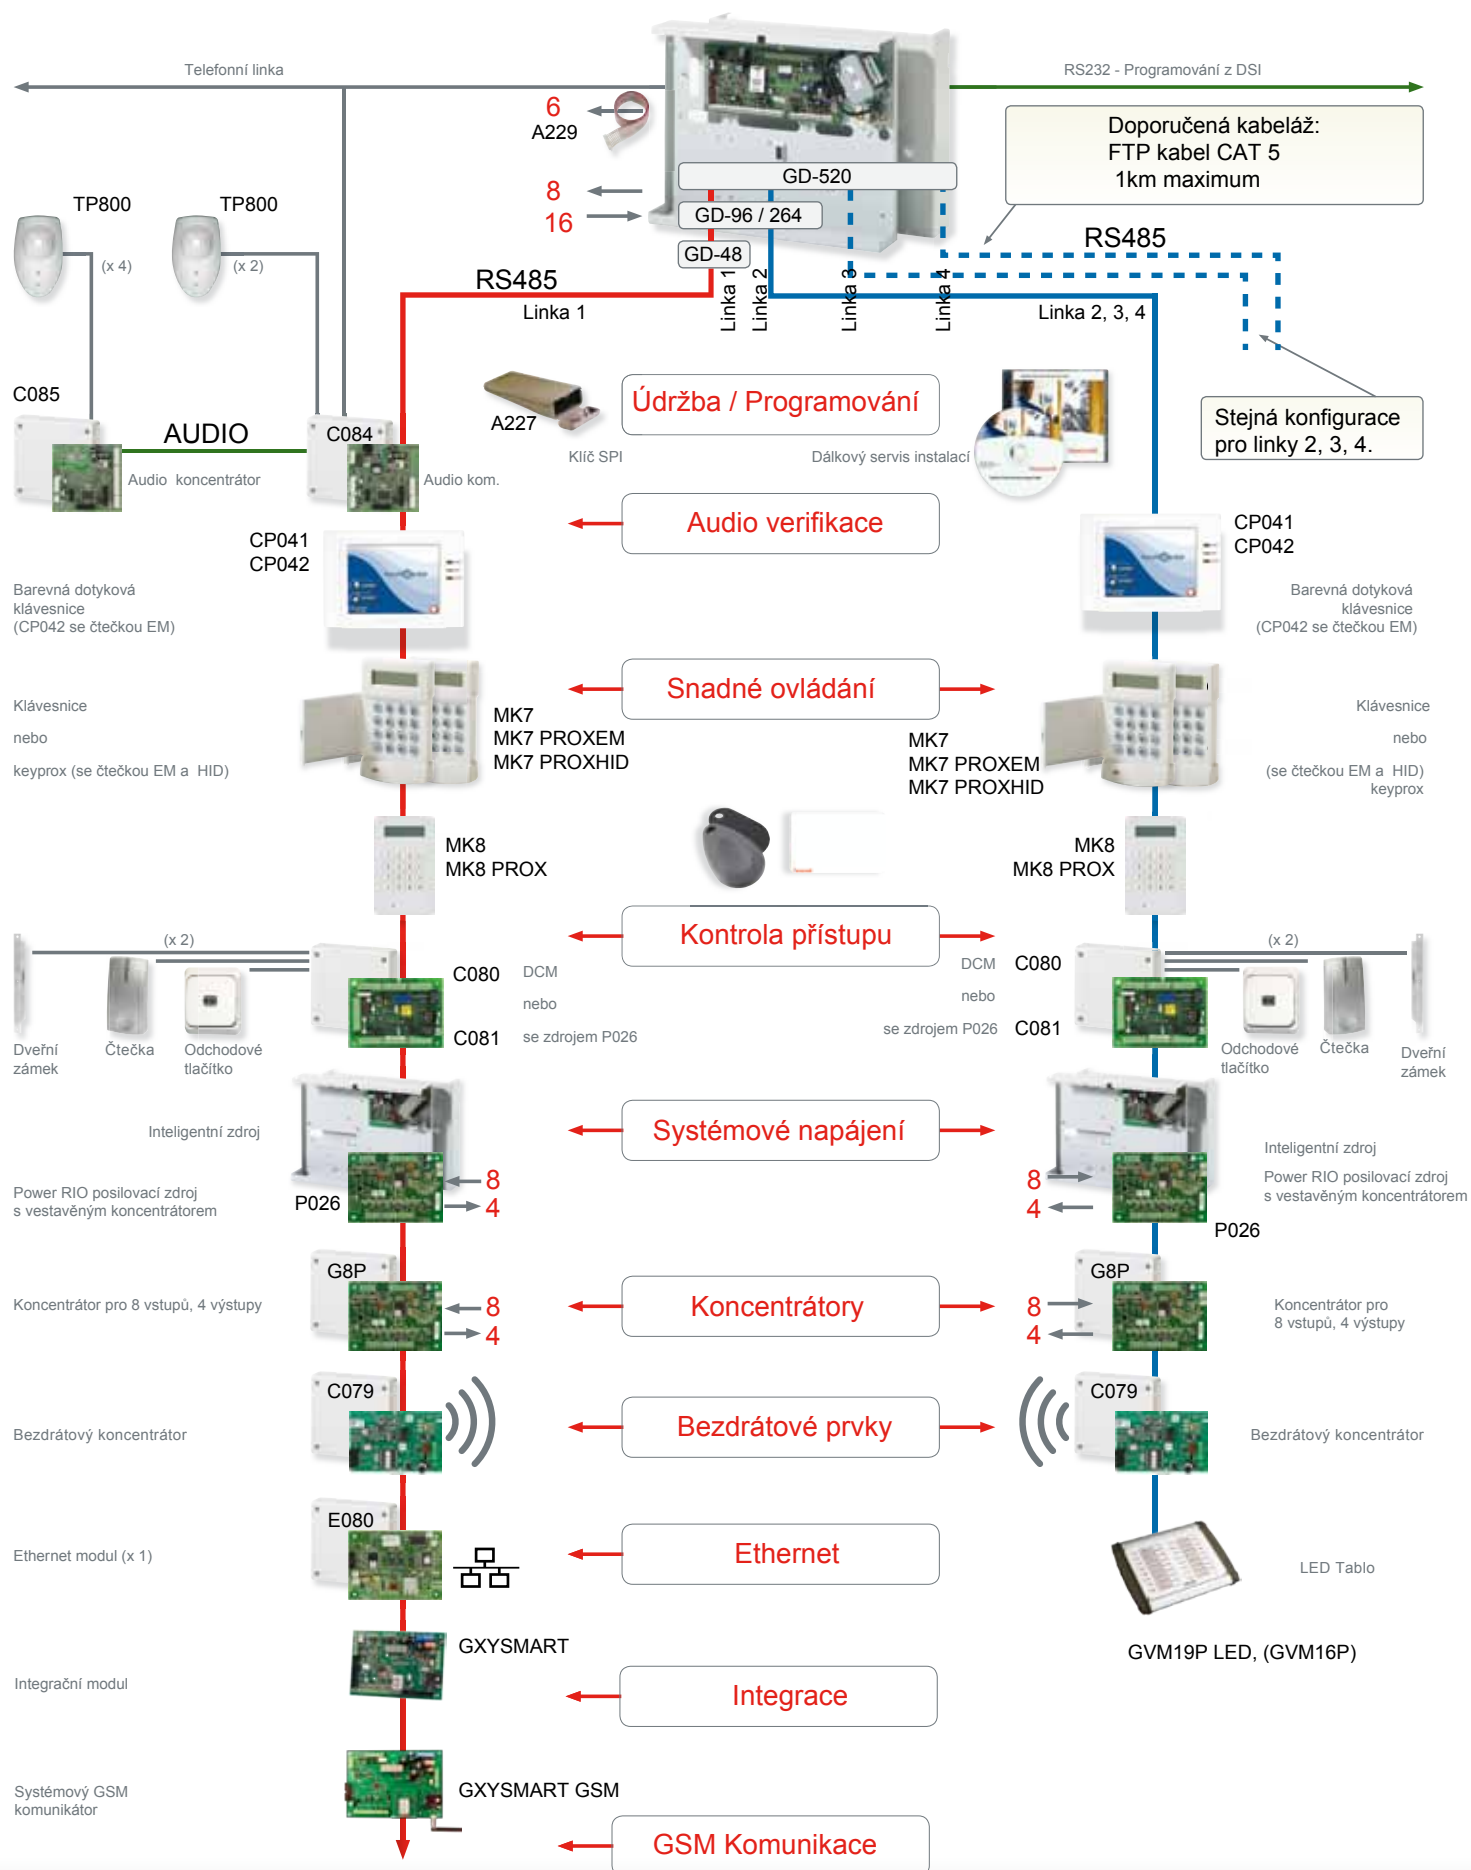 Telefonní linka
RS232 - Programování z DSI
6
A229
Doporučená kabeláž:
FTP kabel CAT 5
1km maximum
GD-520
8
16
GD-96 / 264
GD-48
TP800
TP800
(x 4)
(x 2)
RS485
RS485
Linka 1
Linka 1
Linka 2
Linka 3
Linka 4
Linka 2, 3, 4
C085
AUDIO
C084
Audio koncentrátor
Audio kom.
A227
Klíč SPI
Údržba / Programování
Dálkový servis instalací
Stejná konfigurace
pro linky 2, 3, 4.
Audio verifikace
CP041
CP042
CP041
CP042
Barevná dotyková
klávesnice
(CP042 se čtečkou EM)
Barevná dotyková
klávesnice
(CP042 se čtečkou EM)
Snadné ovládání
Klávesnice
nebo
keyprox (se čtečkou EM a HID)
MK7
MK7 PROXEM
MK7 PROXHID
MK7
MK7 PROXEM
MK7 PROXHID
Klávesnice
nebo
(se čtečkou EM a HID)
keyprox
MK8
MK8 PROX
MK8
MK8 PROX
Kontrola přístupu
(x 2)
C080
DCM
nebo
C081
se zdrojem P026
DCM
C080
nebo
se zdrojem P026
C081
(x 2)
Dveřní
zámek
Čtečka
Odchodové
tlačítko
Odchodové
tlačítko
Čtečka
Dveřní
zámek
Systémové napájení
Inteligentní zdroj
Power RIO posilovací zdroj
s vestavěným koncentrátorem
P026
8
4
8
4
P026
Inteligentní zdroj
Power RIO posilovací zdroj
s vestavěným koncentrátorem
G8P
Koncentrátor pro 8 vstupů, 4 výstupy
8
4
Koncentrátory
8
4
G8P
Koncentrátor pro
8 vstupů, 4 výstupy
C079
Bezdrátový koncentrátor
Bezdrátové prvky
C079
Bezdrátový koncentrátor
E080
Ethernet modul (x 1)
Ethernet
LED Tablo
GVM19P LED, (GVM16P)
GXYSMART
Integrační modul
Integrace
GXYSMART GSM
Systémový GSM
komunikátor
GSM Komunikace